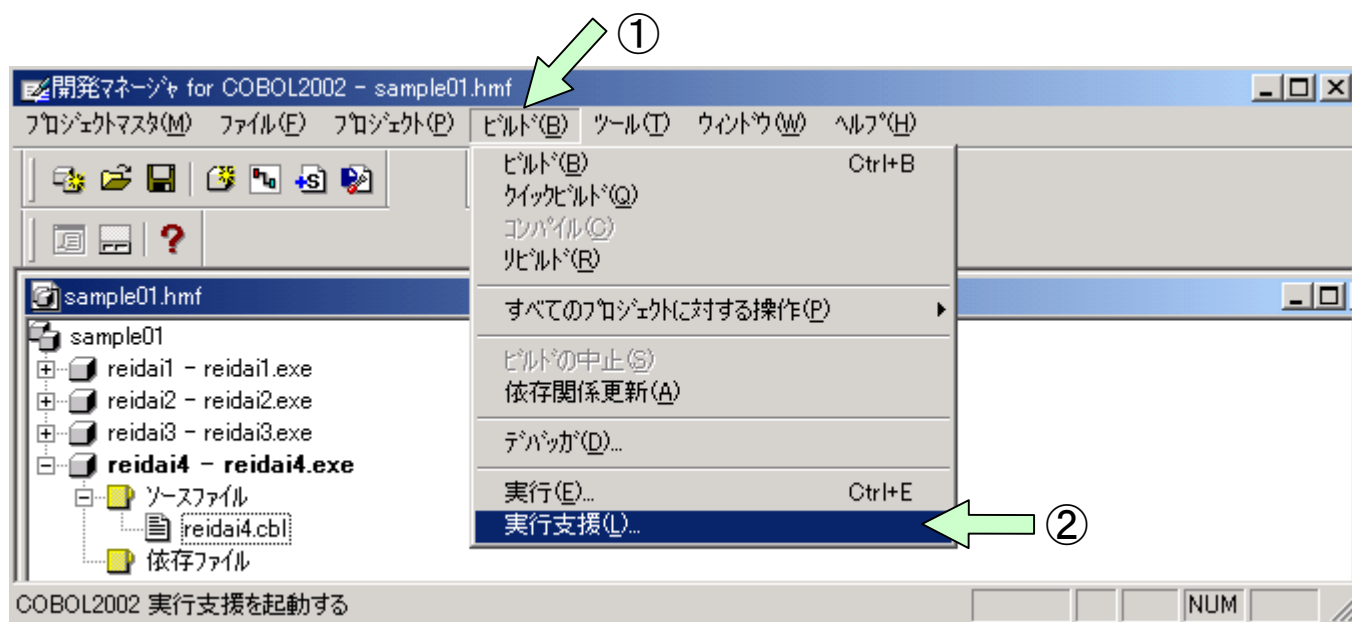 ①
開発ﾏﾈｰｼﾞｬ for COBOL2002 - sample01.hmf
ﾌﾟﾛｼﾞｪｸﾄﾏｽﾀ(M) ﾌｧｲﾙ(F) ﾌﾟﾛｼﾞｪｸﾄ(P) ﾋﾞﾙﾄﾞ(B) ﾂｰﾙ(T) ｳｨﾝﾄﾞｳ(W) ﾍﾙﾌﾟ(H)
ﾋﾞﾙﾄﾞ(B) Ctrl+B
ｸｲｯｸﾋﾞﾙﾄﾞ(Q)
ｺﾝﾊﾟｲﾙ(C)
ﾘﾋﾞﾙﾄﾞ(R)
すべてのﾌﾟﾛｼﾞｪｸﾄに対する操作(P)
ﾋﾞﾙﾄﾞの中止(S)
依存関係更新(A)
ﾃﾞﾊﾞｯｶﾞ(D)...
実行(E)... Ctrl+E
実行支援(L)...
②
sample01.hmf
sample01
reidai1 - reidai1.exe
reidai2 - reidai2.exe
reidai3 - reidai3.exe
reidai4 - reidai4.exe
ｿｰｽﾌｧｲﾙ
reidai4.cbl
依存ﾌｧｲﾙ
COBOL2002 実行支援を起動する NUM